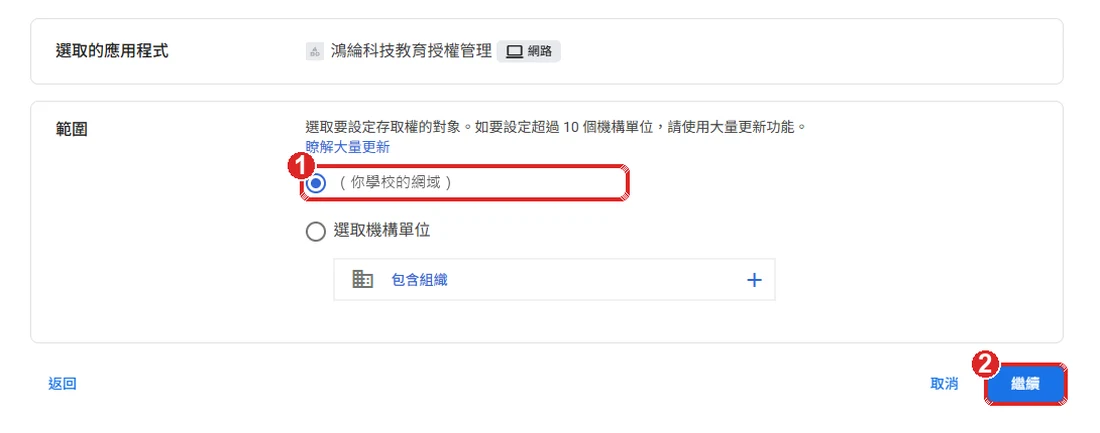 選取的應用程式
鴻綸科技教育授權管理 網路
範圍
選取要設定存取權的對象。如要設定超過 10 個機構單位，請使用大量更新功能。
瞭解大量更新
1
（你學校的網域）
選取機構單位
包含組織 +
返回
取消
2
繼續